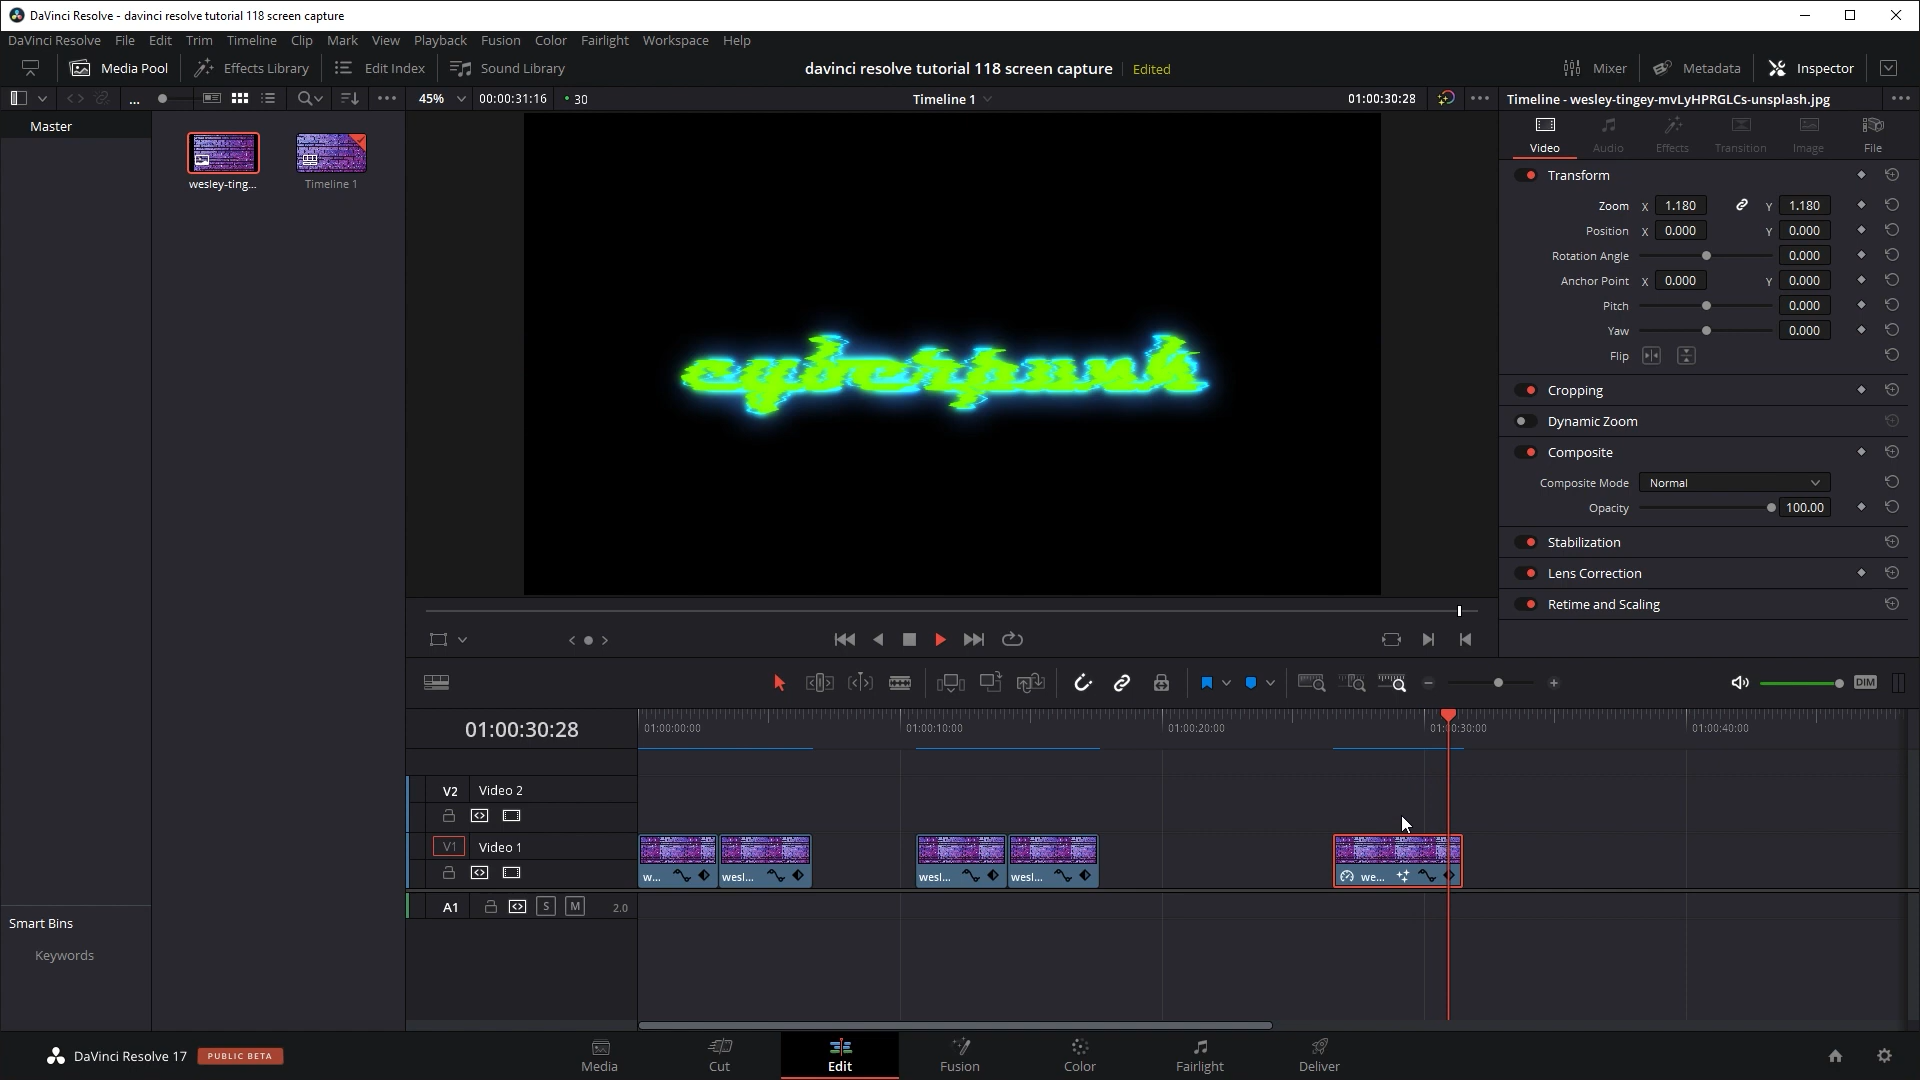 DaVinci Resolve - davinci resolve tutorial 118 screen capture
DaVinci Resolve File Edit Trim Timeline Clip Mark View Playback Fusion Color Fairlight Workspace Help
Media Pool Effects Library Edit Index Sound Library davinci resolve tutorial 118 screen capture Edited Mixer Metadata Inspector
... 45% 00:00:31:16 30 Timeline 1 01:00:30:28 Timeline - wesley-tingey-mvLyHPRGLCs-unsplash.jpg
Master
wesley-ting... Timeline 1
Video Audio Effects Transition Image File
Transform
Zoom X 1.180 Y 1.180
Position X 0.000 Y 0.000
Rotation Angle 0.000
Anchor Point X 0.000 Y 0.000
Pitch 0.000
Yaw 0.000
Flip
Cropping
Dynamic Zoom
Composite
Composite Mode Normal
Opacity 100.00
Stabilization
Lens Correction
Retime and Scaling
cyberpunk
DIM
01:00:30:28 01:00:00:00 01:00:10:00 01:00:20:00 01:00:30:00 01:00:40:00
V2 Video 2
V1 Video 1
w... wesl... wesl... wesl... we...
A1 S M 2.0
Smart Bins
Keywords
DaVinci Resolve 17 PUBLIC BETA
Media Cut Edit Fusion Color Fairlight Deliver